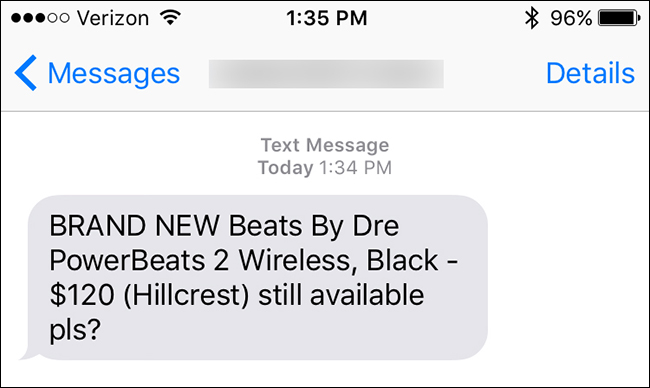 Verizon 1:35 PM 96%
Messages Details
Text Message
Today 1:34 PM
BRAND NEW Beats By Dre
PowerBeats 2 Wireless, Black -
$120 (Hillcrest) still available
pls?